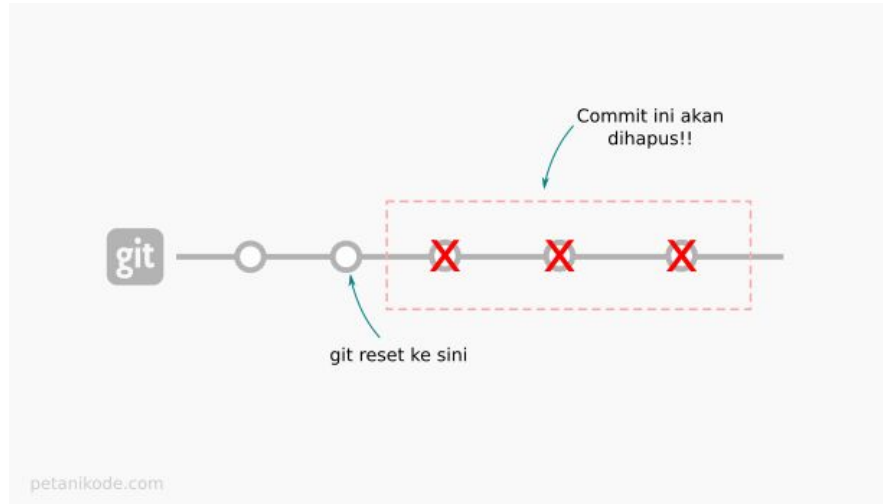 Commit ini akan
dihapus!!
git
X X X
git reset ke sini
petanikode.com